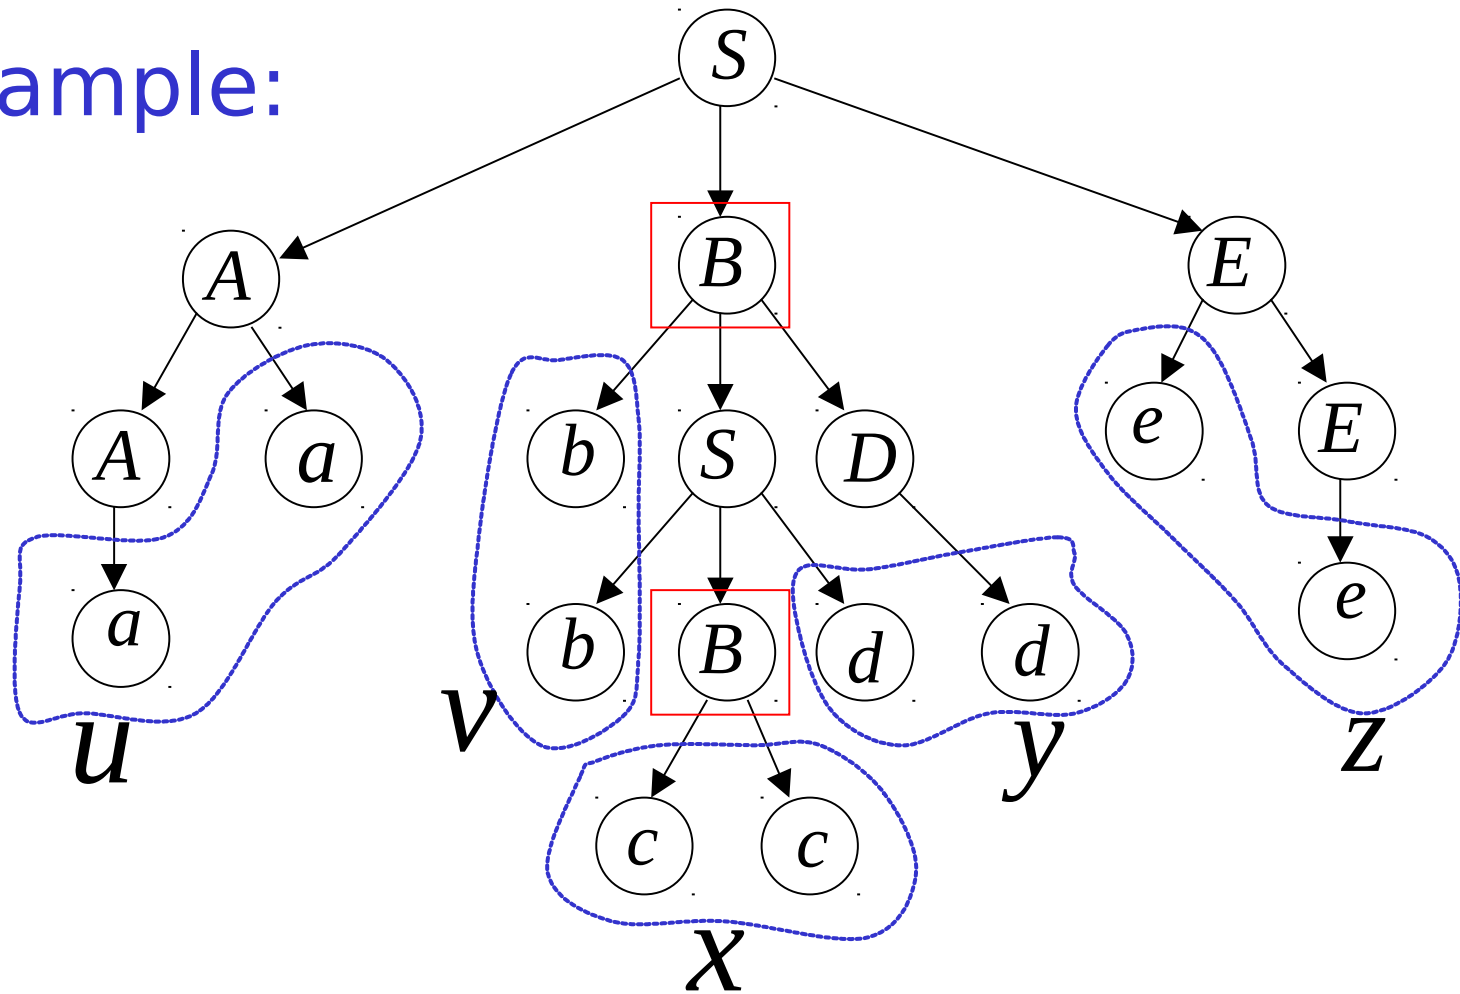 ample:
S
A B E
A a b S D e E
a b B d d e
u v y z
c c
x